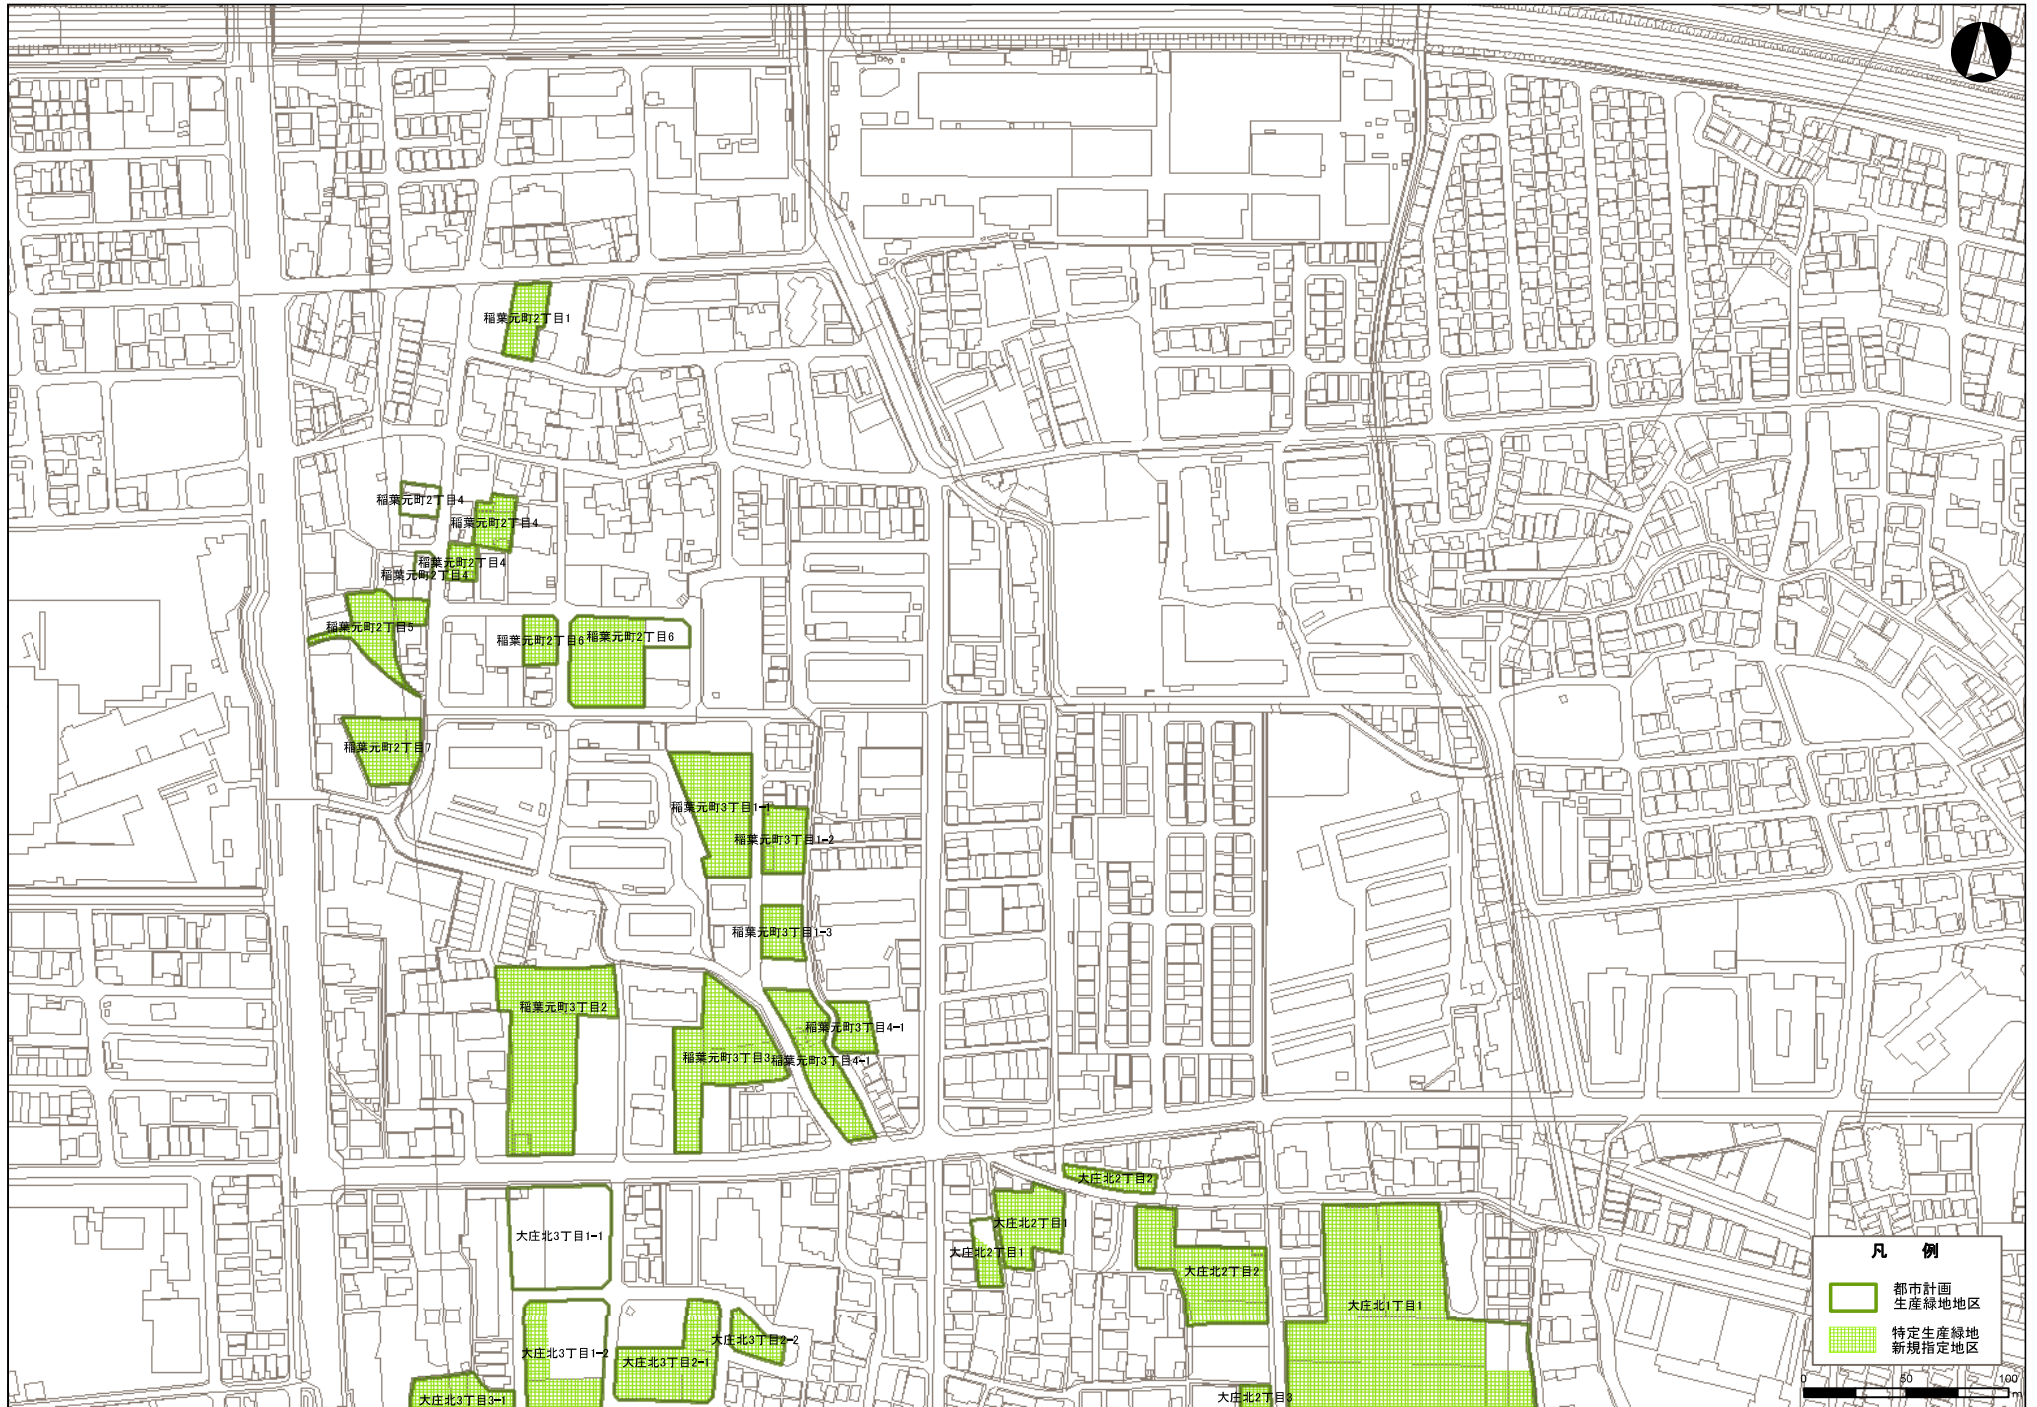 稲葉元町2丁目1
稲葉元町2丁目4
稲葉元町2丁目4
稲葉元町2丁目4
稲葉元町2丁目4
稲葉元町2丁目5
稲葉元町2丁目6
稲葉元町2丁目6
稲葉元町2丁目7
稲葉元町3丁目1-1
稲葉元町3丁目1-2
稲葉元町3丁目1-3
稲葉元町3丁目2
稲葉元町3丁目4-1
稲葉元町3丁目3
稲葉元町3丁目4-1
大庄北2丁目2
大庄北2丁目1
大庄北3丁目1-1
大庄北2丁目1
大庄北2丁目2
大庄北1丁目1
大庄北3丁目2-2
大庄北3丁目1-2
大庄北3丁目2-1
大庄北3丁目3-1
大庄北2丁目3
凡 例
都市計画
生産緑地地区
特定生産緑地
新規指定地区
0 50 100
m